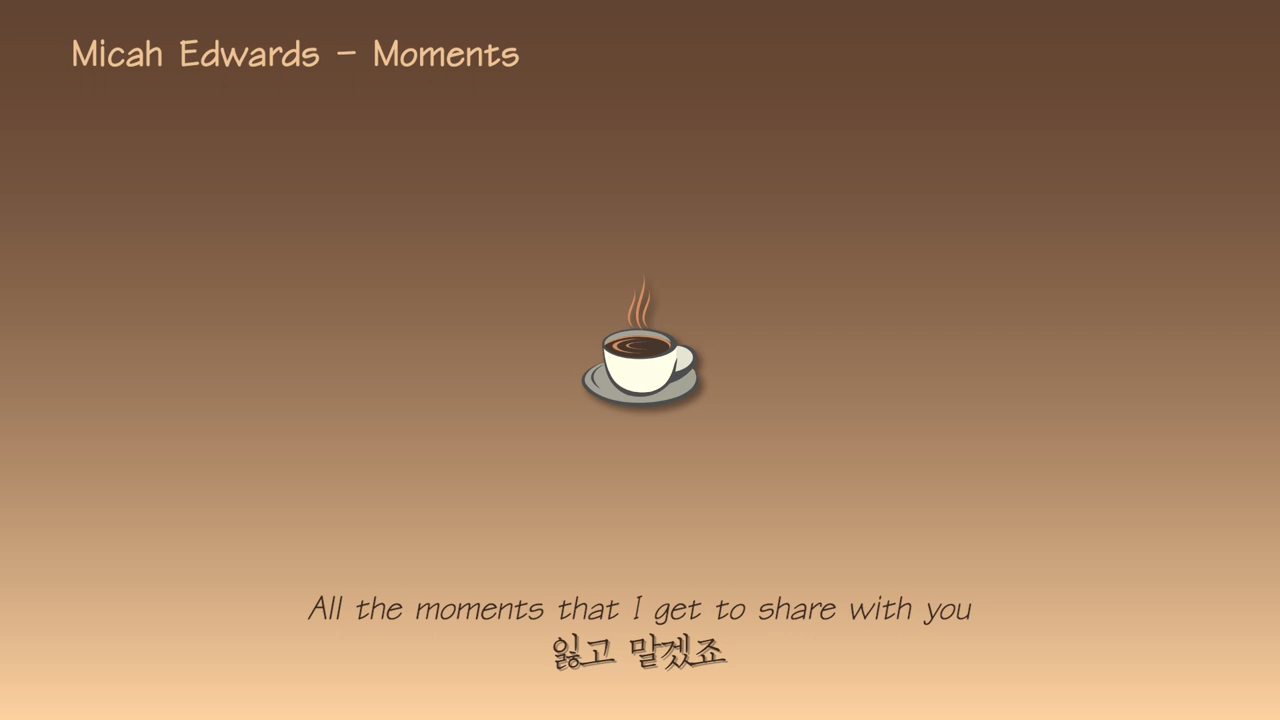 Micah Edwards - Moments
All the moments that I get to share with you
잃고 말겠죠